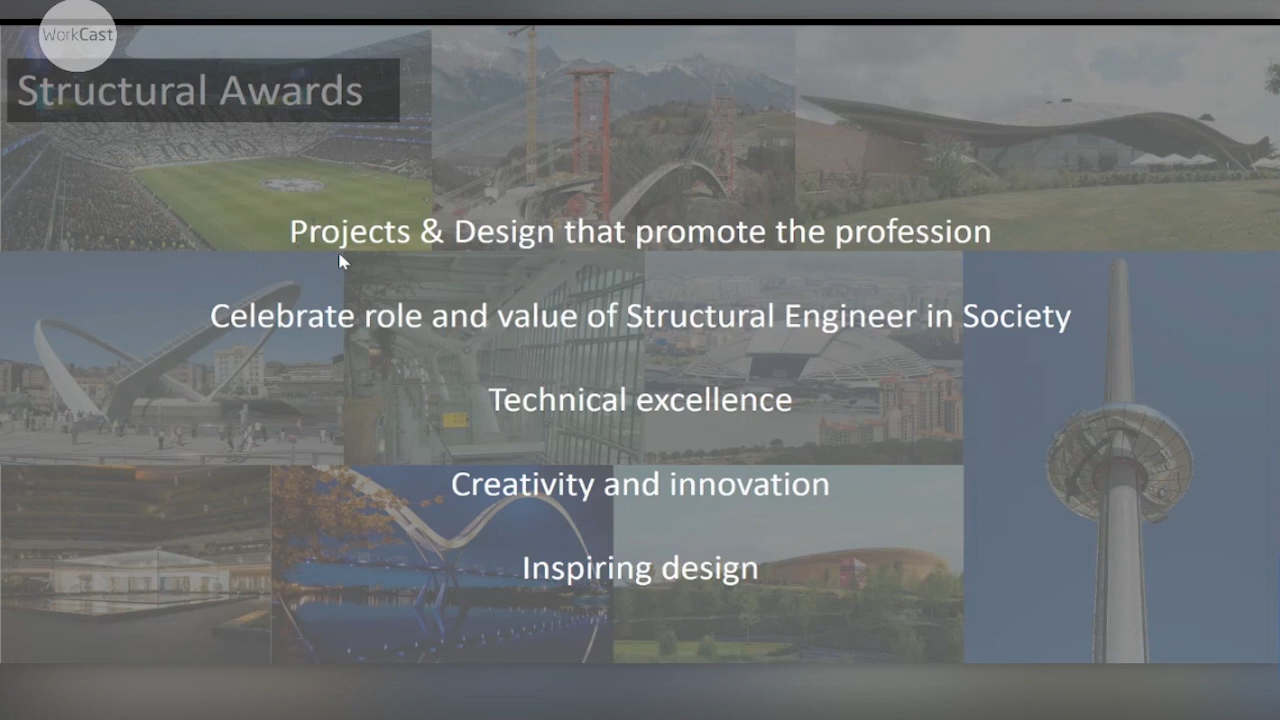 WorkCast
Structural Awards
Projects & Design that promote the profession
Celebrate role and value of Structural Engineer in Society
Technical excellence
Creativity and innovation
Inspiring design